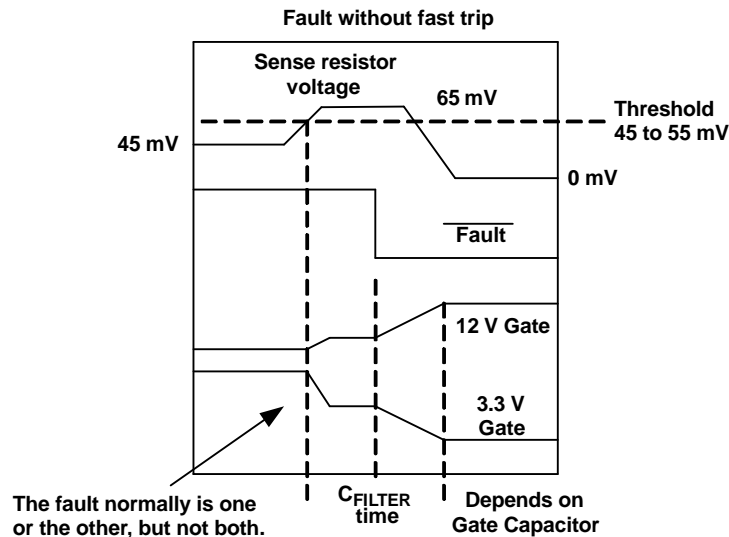 Fault without fast trip
Sense resistor
voltage
65 mV
Threshold
45 to 55 mV
45 mV
0 mV
Fault
12 V Gate
3.3 V
Gate
The fault normally is one
or the other, but not both.
CFILTER
time
Depends on
Gate Capacitor